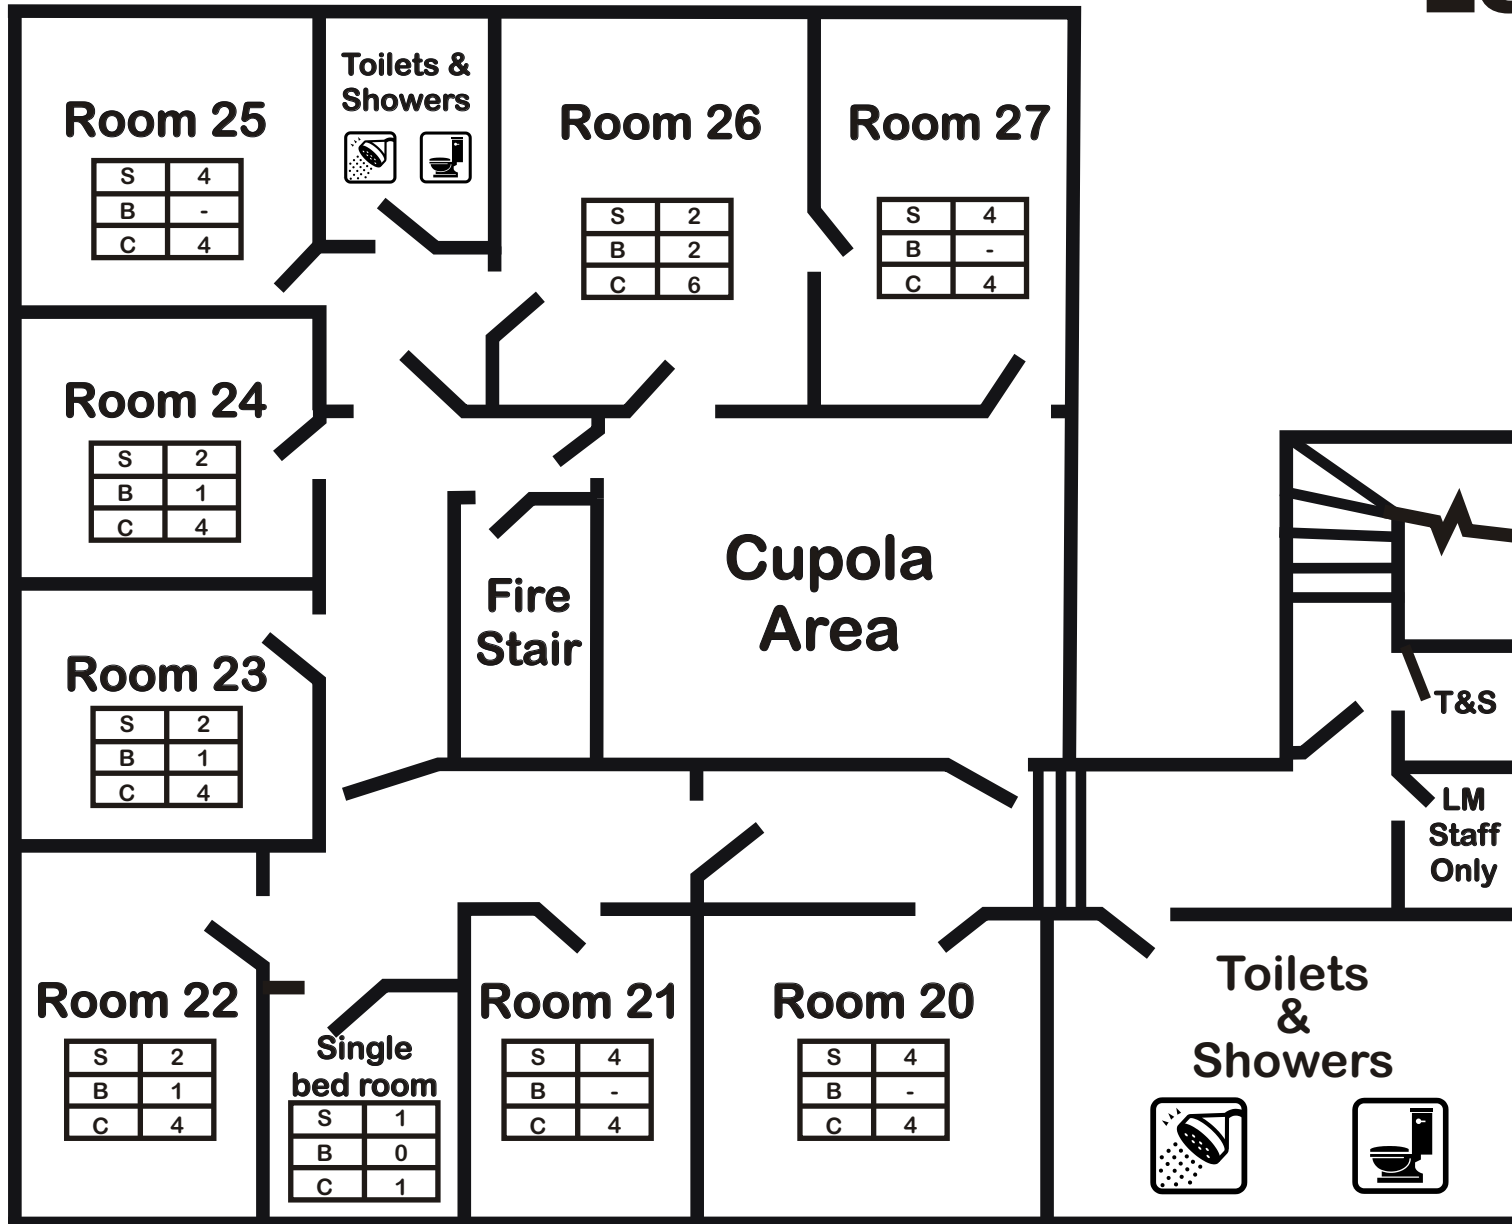 Room 25
S 4
B -
C 4
Toilets &
Showers
Room 26
S 2
B 2
C 6
Room 27
S 4
B -
C 4
Room 24
S 2
B 1
C 4
Fire
Stair
Cupola
Area
Room 23
S 2
B 1
C 4
T&S
LM
Staff
Only
Room 22
S 2
B 1
C 4
Single
bed room
S 1
B 0
C 1
Room 21
S 4
B -
C 4
Room 20
S 4
B -
C 4
Toilets
&
Showers